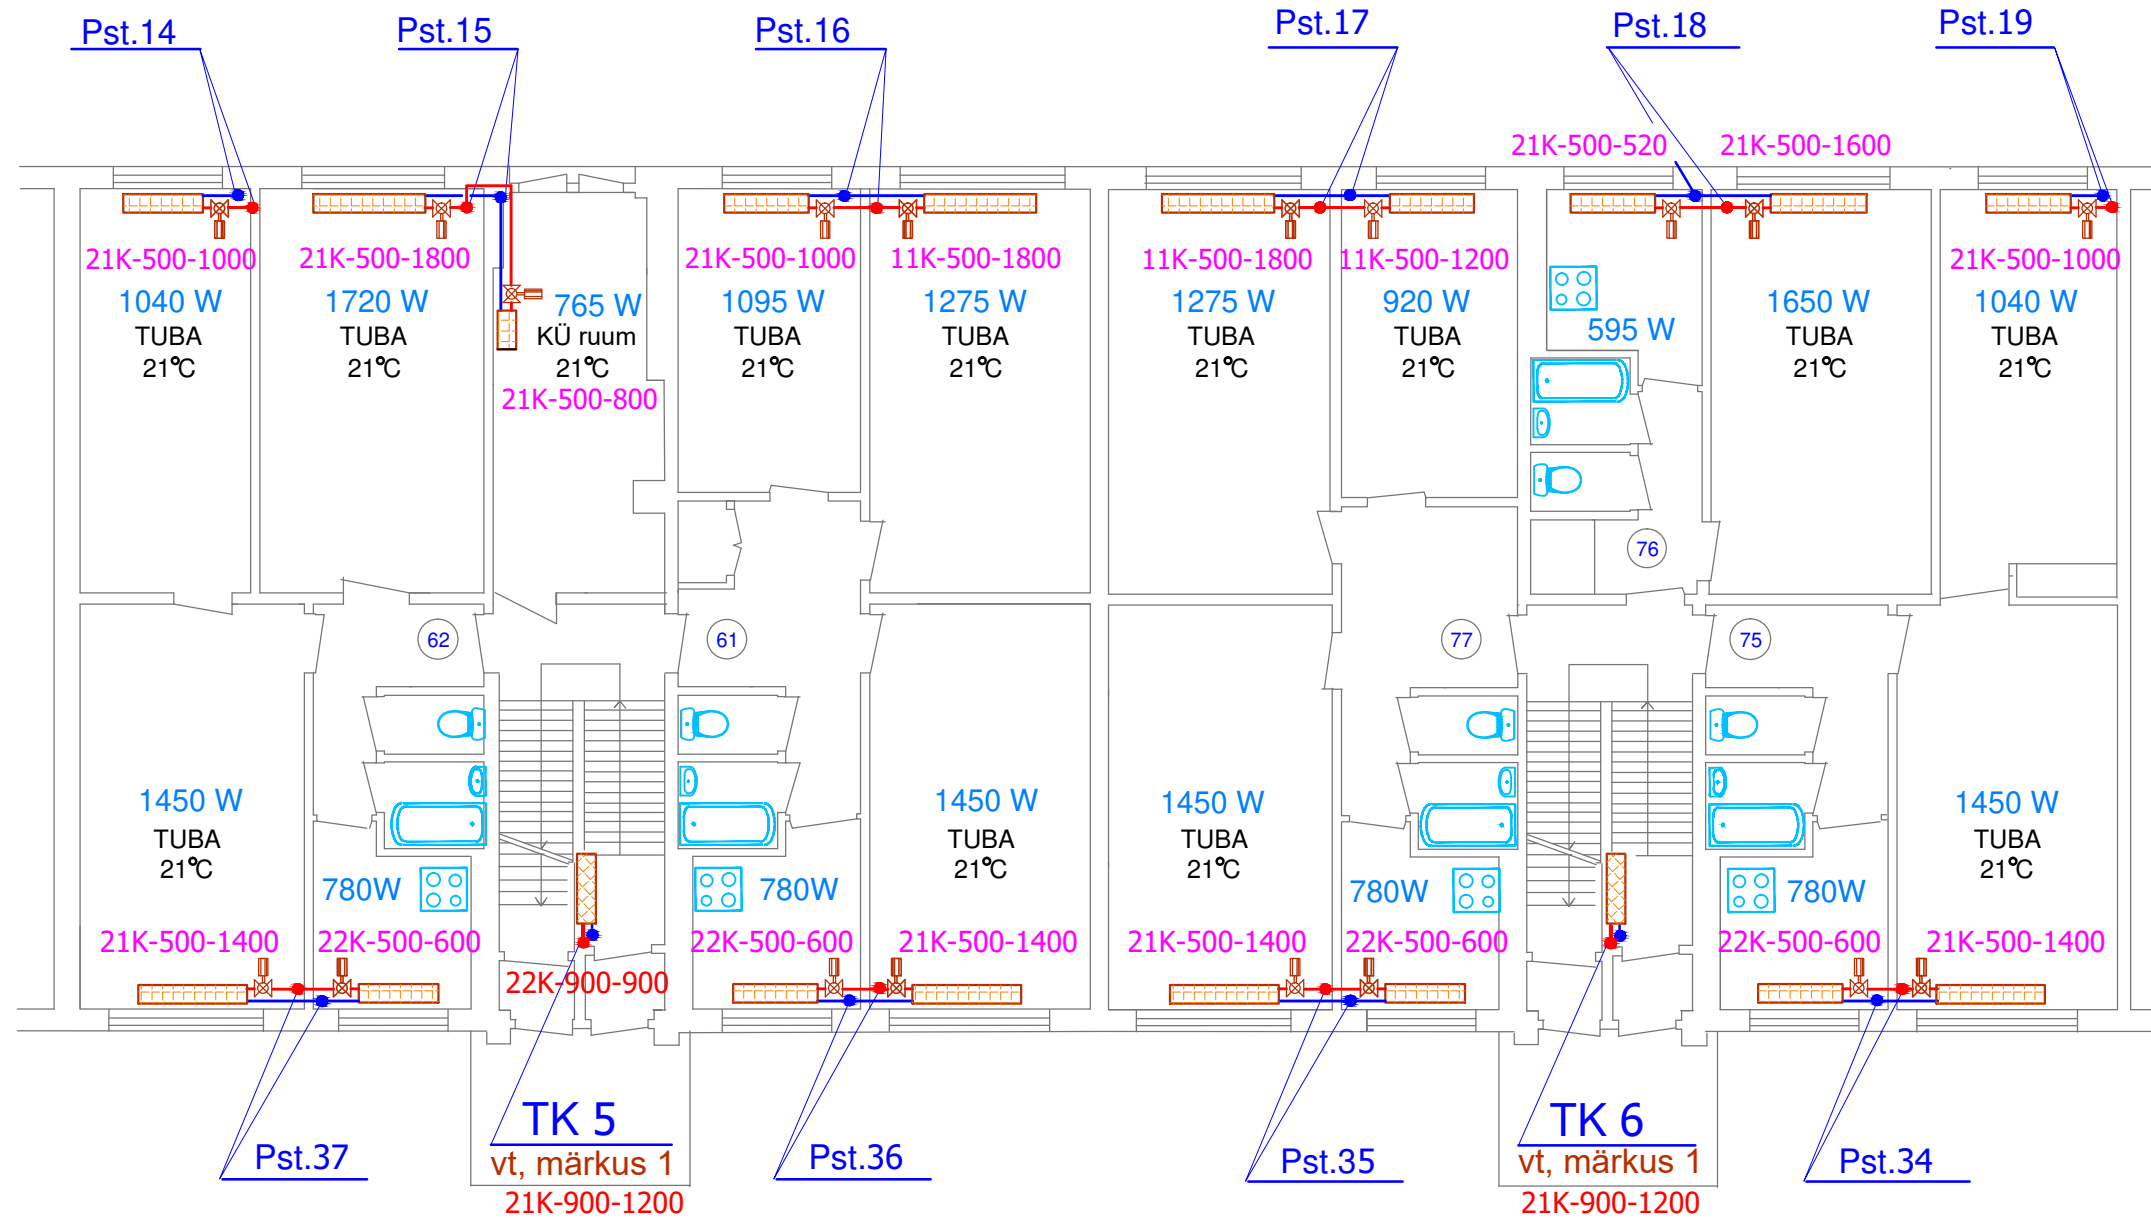 Pst.14
Pst.15
Pst.16
Pst.17
Pst.18
Pst.19
21K-500-520
21K-500-1600
21K-500-1000
1040 W
TUBA
21°C
21K-500-1800
1720 W
TUBA
21°C
765 W
KÜ ruum
21°C
21K-500-800
21K-500-1000
1095 W
TUBA
21°C
11K-500-1800
1275 W
TUBA
21°C
11K-500-1800
1275 W
TUBA
21°C
11K-500-1200
920 W
TUBA
21°C
595 W
1650 W
TUBA
21°C
21K-500-1000
1040 W
TUBA
21°C
76
62
61
77
75
1450 W
TUBA
21°C
21K-500-1400
780W
22K-500-600
22K-900-900
780W
22K-500-600
1450 W
TUBA
21°C
21K-500-1400
1450 W
TUBA
21°C
21K-500-1400
780W
22K-500-600
780W
22K-500-600
1450 W
TUBA
21°C
21K-500-1400
Pst.37
TK 5
vt, märkus 1
21K-900-1200
Pst.36
Pst.35
TK 6
vt, märkus 1
21K-900-1200
Pst.34